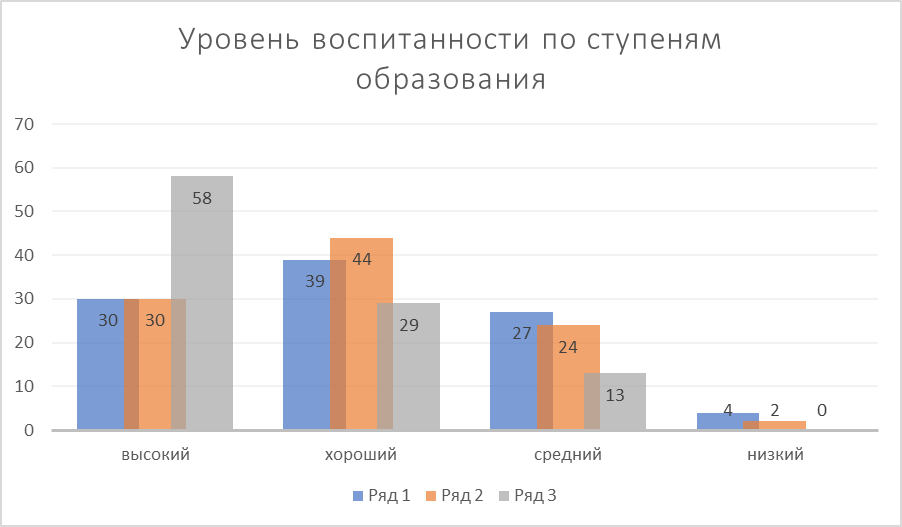 Уровень воспитанности по ступеням
образования
70
60
50
40
30
20
10
0
30 30 58
39 44 29
27 24 13
4 2 0
высокий хороший средний низкий
Ряд 1 Ряд 2 Ряд 3